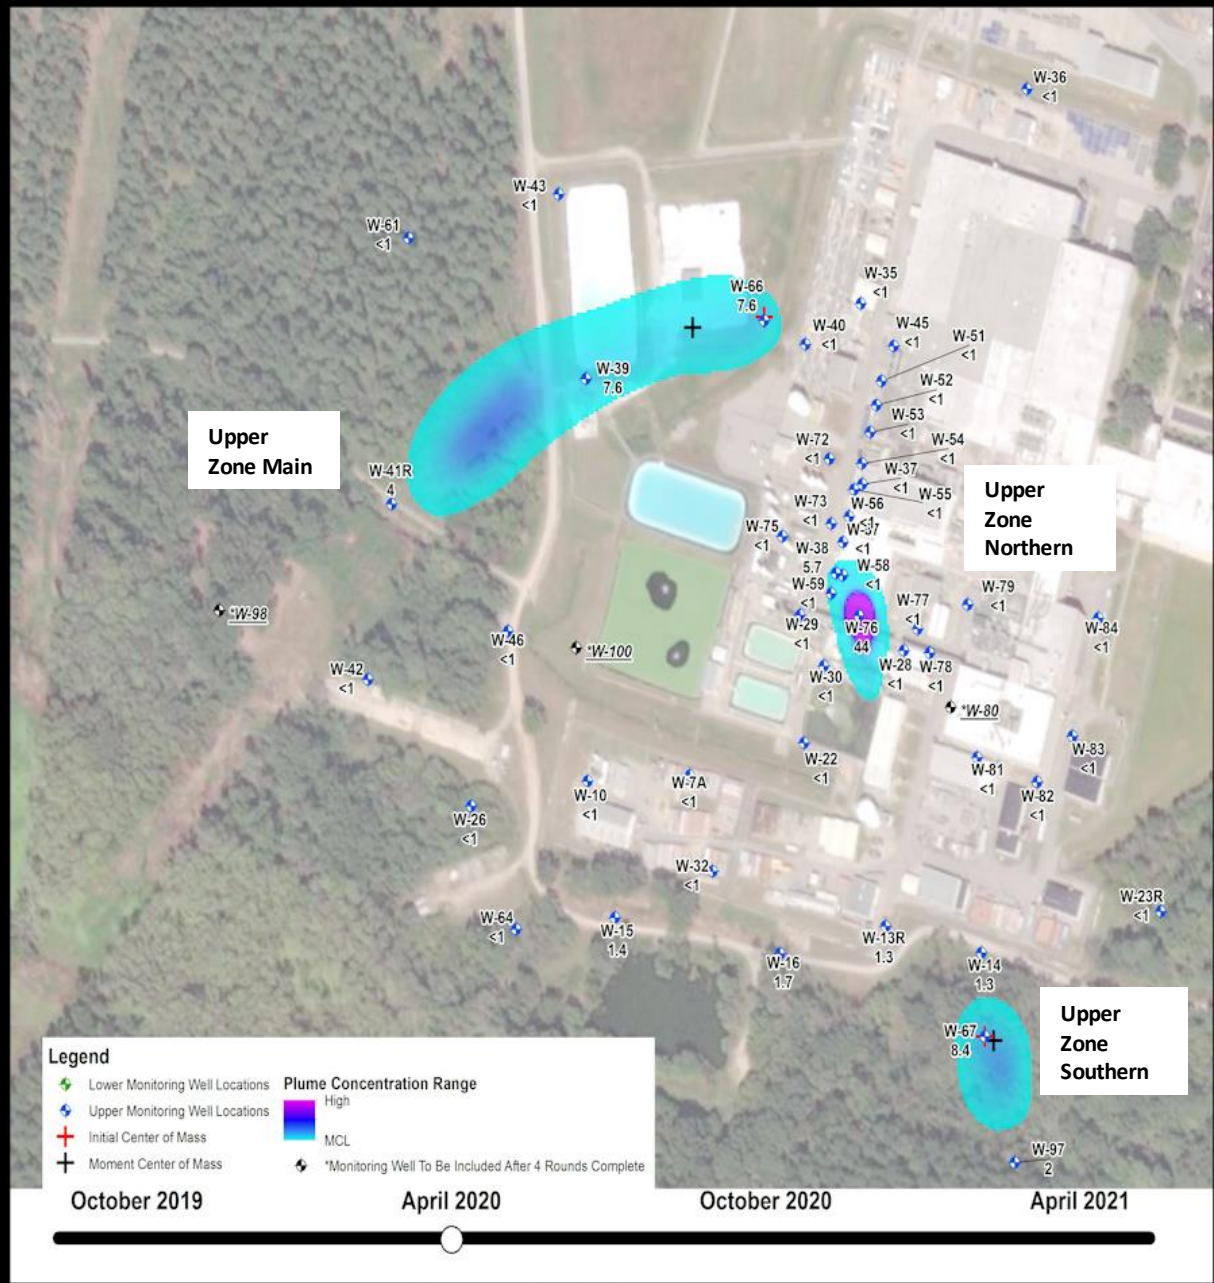 W-36
<1
W-43
<1
W-61
<1
W-35
<1
W-66
7.6
W-40
<1
W-45
<1
W-51
<1
W-39
7.6
W-52
<1
W-53
<1
Upper
Zone Main
W-72
<1
W-54
<1
W-41R
4
W-37
<1
Upper
Zone
Northern
W-55
<1
W-56
<1
W-73
<1
W-75
<1
<1
W-38
5.7
W-58
<1
W-59
<1
W-79
<1
W-77
<1
*W-98
W-29
<1
W-76
44
W-84
<1
W-46
<1
*W-100
W-42
<1
W-30
<1
W-28
<1
W-78
<1
*W-80
W-22
<1
W-83
<1
W-81
<1
W-10
<1
W-7A
<1
W-82
<1
W-26
<1
W-32
<1
W-23R
<1
W-64
<1
W-15
1.4
W-13R
1.3
W-16
1.7
W-14
1.3
Upper
Zone
Southern
W-67
8.4
W-97
2
Legend
Lower Monitoring Well Locations
Upper Monitoring Well Locations
Initial Center of Mass
Moment Center of Mass
Plume Concentration Range
High
MCL
*Monitoring Well To Be Included After 4 Rounds Complete
October 2019 April 2020 October 2020 April 2021